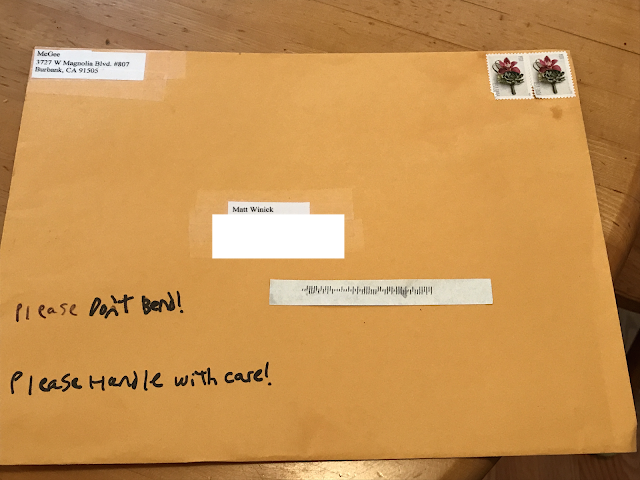 McGee
3727 W Magnolia Blvd. #807
Burbank, CA 91505
Matt Winick
Please Don't Bend!
Please Handle with care!